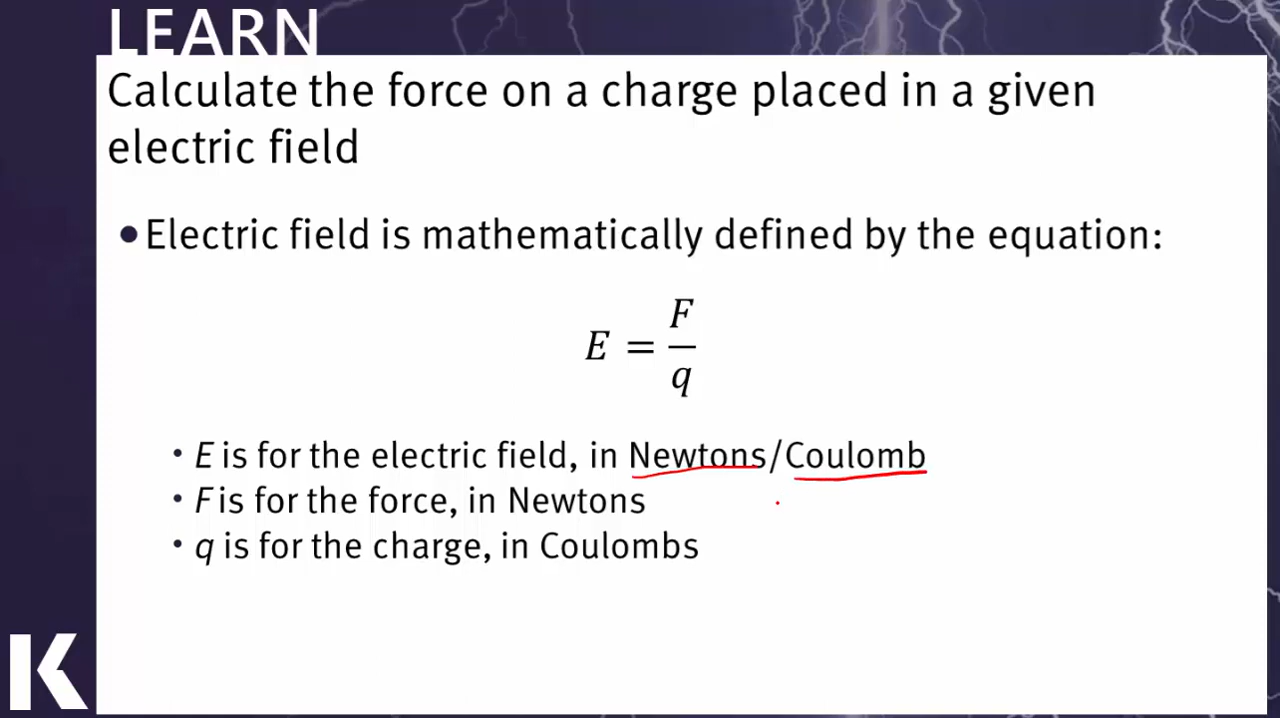 LEARN
Calculate the force on a charge placed in a given
electric field
•Electric field is mathematically defined by the equation:
E = F/q
• E is for the electric field, in Newtons/Coulomb
• F is for the force, in Newtons
• q is for the charge, in Coulombs
K